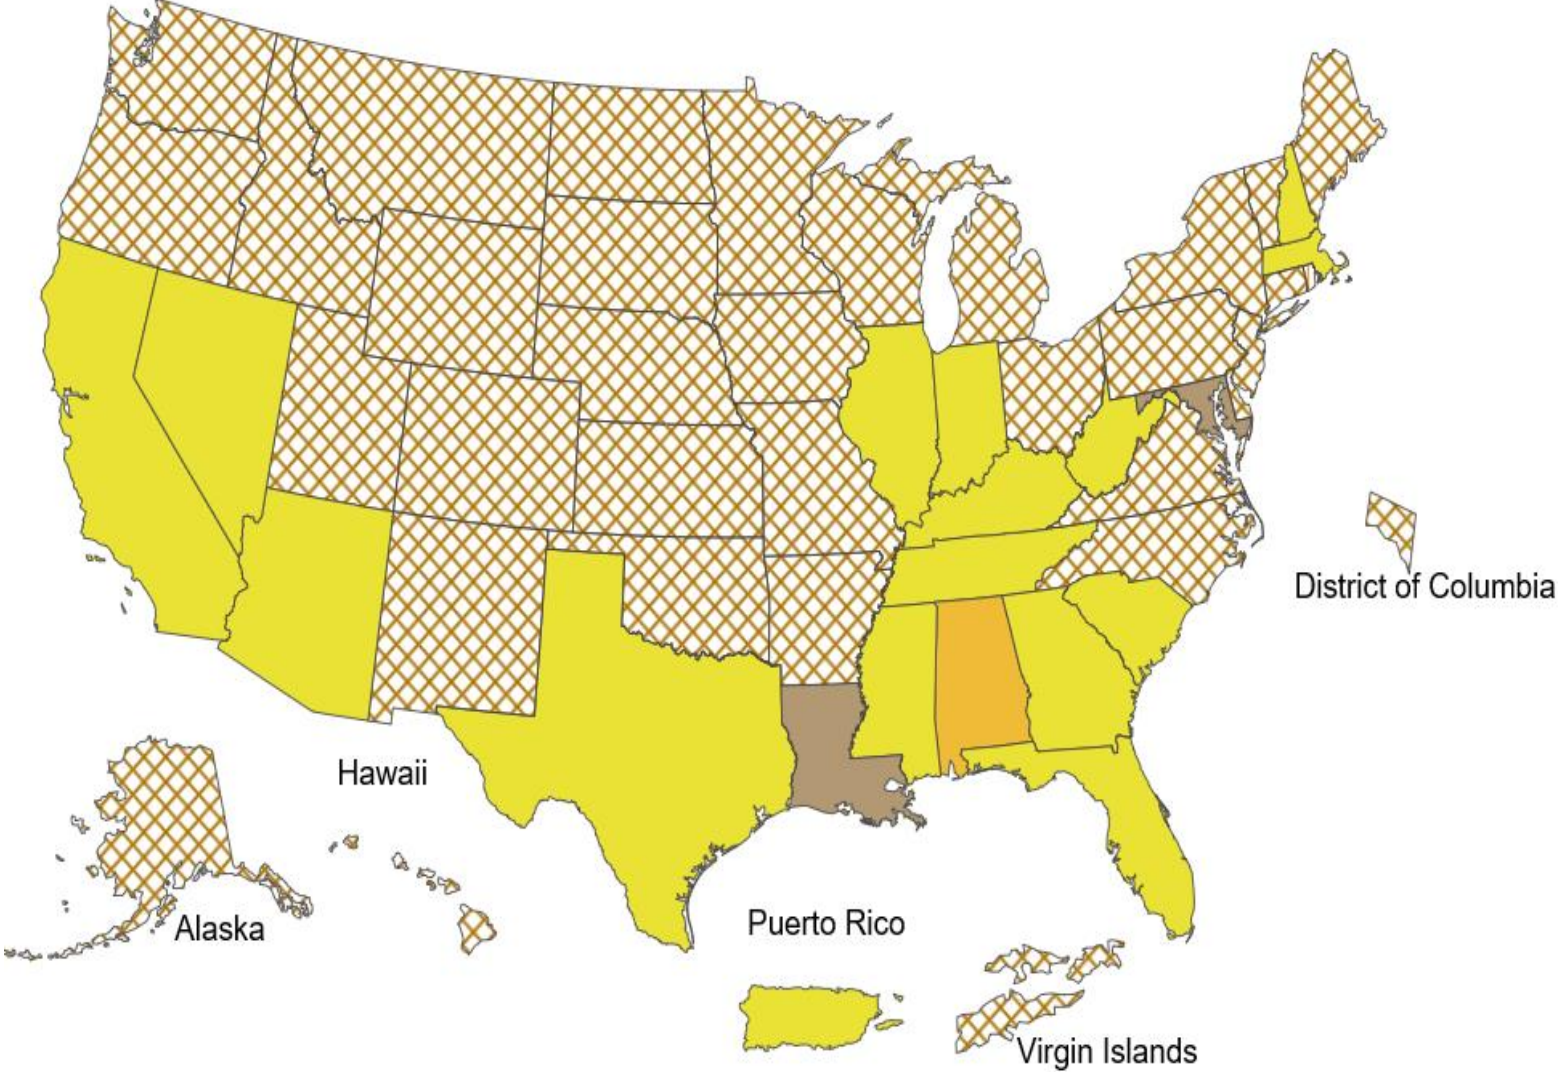 District of Columbia
Hawaii
Alaska
Puerto Rico
Virgin Islands